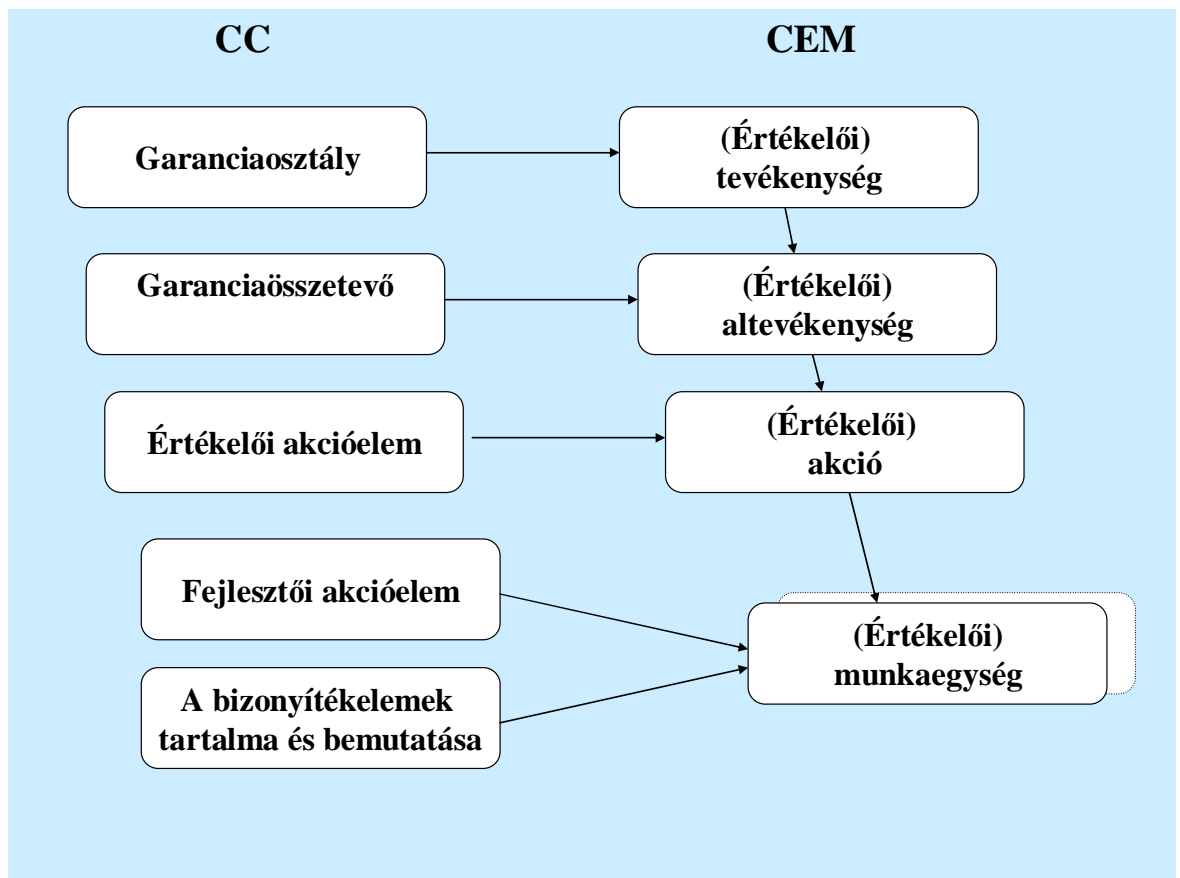 CC
CEM
Garanciaosztály
(Értékelői)
tevékenység
Garanciaösszetevő
(Értékelői)
altevékenység
Értékelői akcióelem
(Értékelői)
akció
Fejlesztői akcióelem
(Értékelői)
munkaegység
A bizonyítékelemek
tartalma és bemutatása